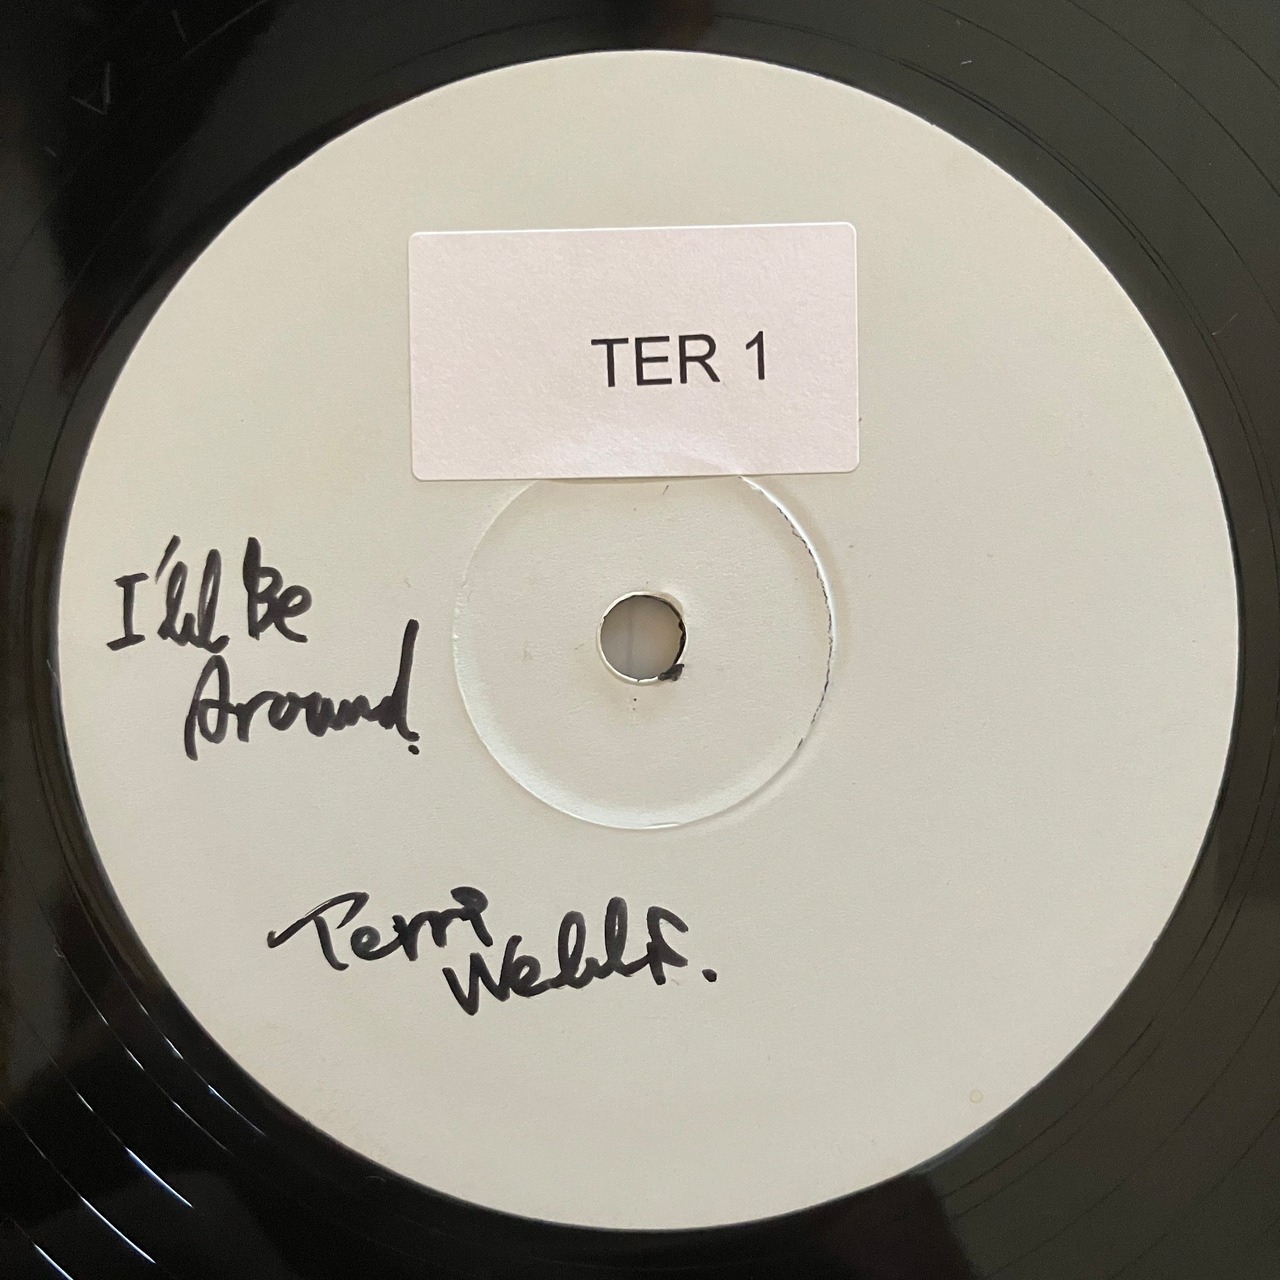 TER 1
I'll Be
Around.
Terri
Wells.